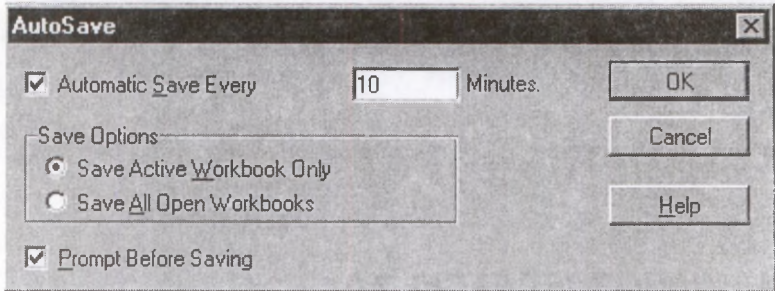 AutoSave
Automatic Save Every 10 Minutes.
OK
Save Options
Save Active Workbook Only
Save All Open Workbooks
Cancel
Help
Prompt Before Saving